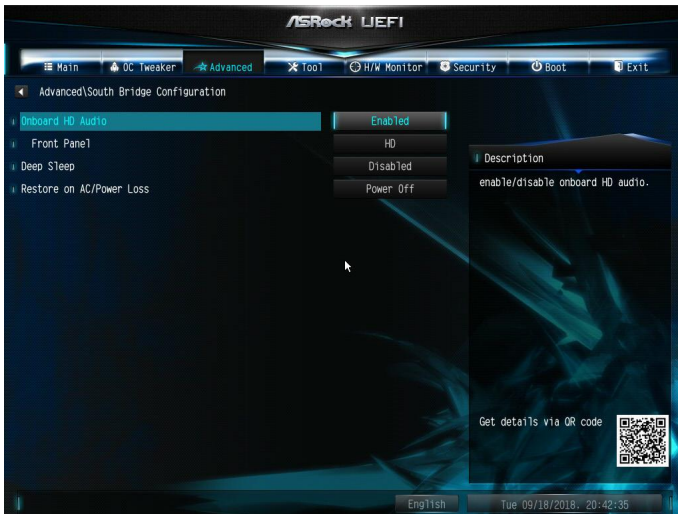 ASRock UEFI
Main OC Tweaker Advanced Tool H/W Monitor Security Boot Exit
Advanced\South Bridge Configuration
Onboard HD Audio Enabled
Front Panel HD
Deep Sleep Disabled
Restore on AC/Power Loss Power Off
Description
enable/disable onboard HD audio.
Get details via QR code
English Tue 09/18/2018. 20:42:35